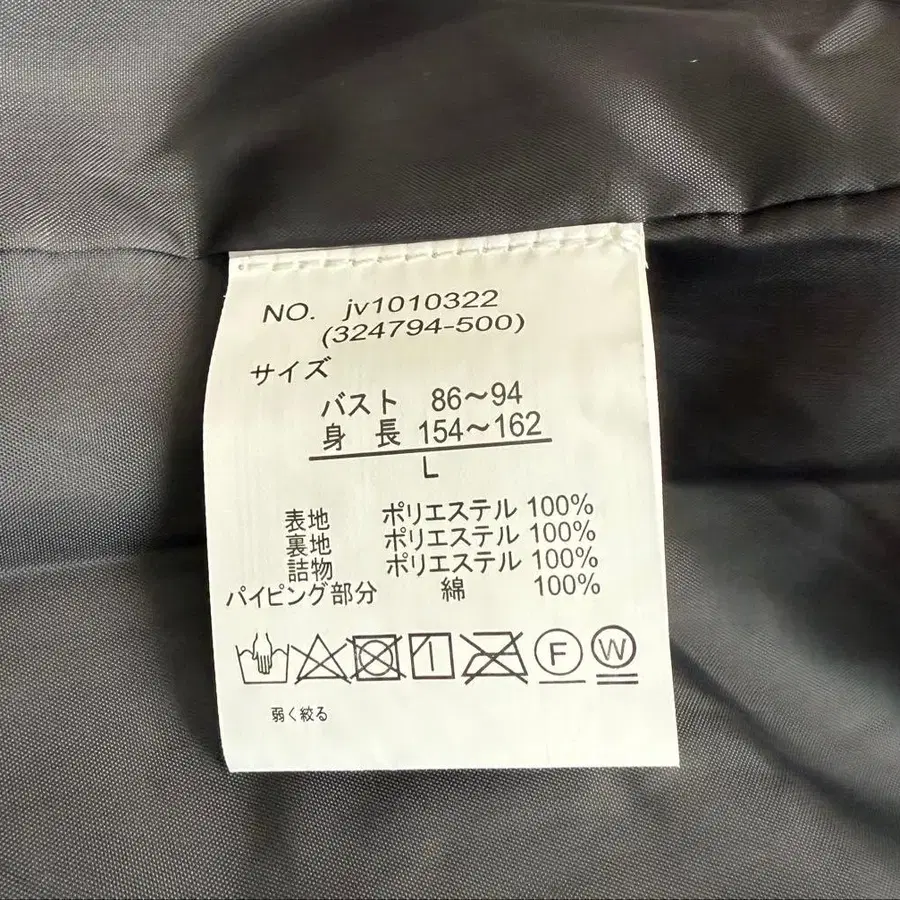 NO. jv1010322
(324794-500)
サイズ
バスト 86～94
身長 154～162
L
表地 ポリエステル 100%
裏地 ポリエステル 100%
詰物 ポリエステル 100%
パイピング部分 綿 100%
F W
弱く絞る